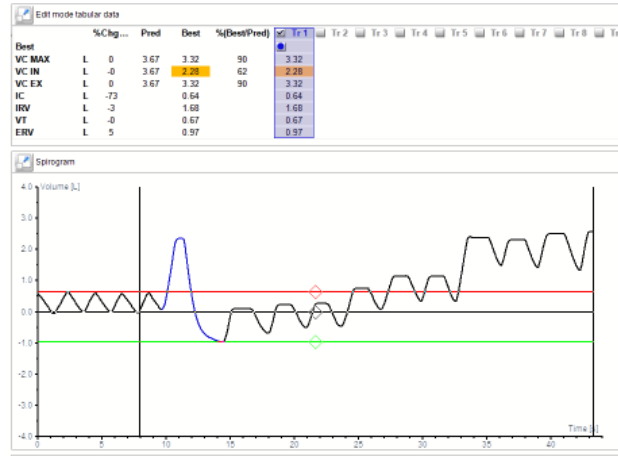 Edit mode tabular data
%Chg... Pred Best %(Best/Pred) Tr 1 Tr 2 Tr 3 Tr 4 Tr 5 Tr 6 Tr 7 Tr 8
Best
VC MAX L 0 3.67 3.32 90 3.32
VC IN L -0 3.67 2.28 62 2.28
VC EX L 0 3.67 3.32 90 3.32
IC L -73 0.64 0.64
IRV L -3 1.68 1.68
VT L -0 0.67 0.67
ERV L 5 0.97 0.97
Spirogram
4.0 Volume [L]
3.0
2.0
1.0
0.0
-1.0
-2.0
-3.0
Time [s]
-4.0
0 5 10 15 20 25 30 35 40